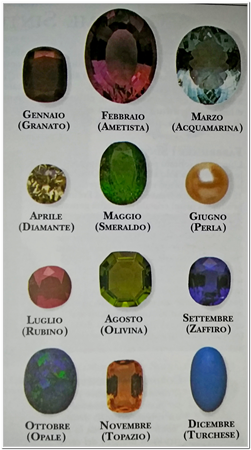 GENNAIO
(GRANATO)
FEBBRAIO
(AMETISTA)
MARZO
(ACQUAMARINA)
APRILE
(DIAMANTE)
MAGGIO
(SMERALDO)
GIUGNO
(PERLA)
LUGLIO
(RUBINO)
AGOSTO
(OLIVINA)
SETTEMBRE
(ZAFFIRO)
OTTOBRE
(OPALE)
NOVEMBRE
(TOPAZIO)
DICEMBRE
(TURCHESE)